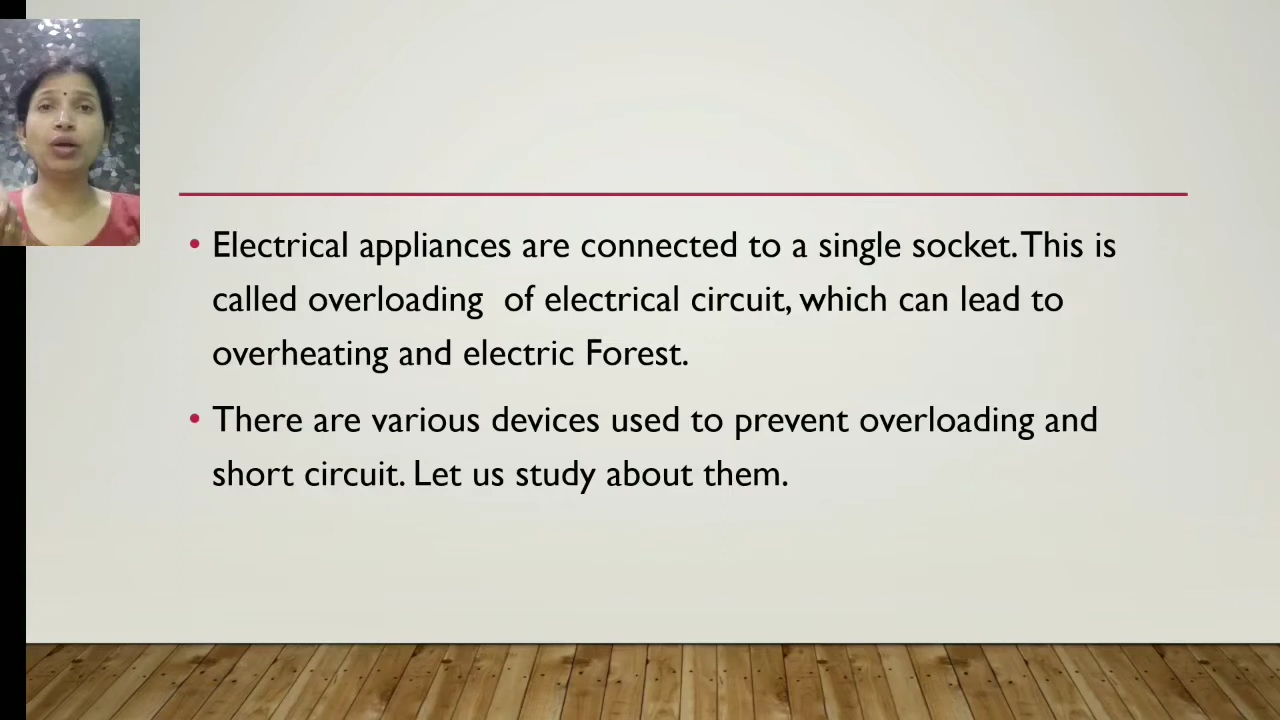 Electrical appliances are connected to a single socket. This is
called overloading of electrical circuit, which can lead to
overheating and electric Forest.
There are various devices used to prevent overloading and
short circuit. Let us study about them.